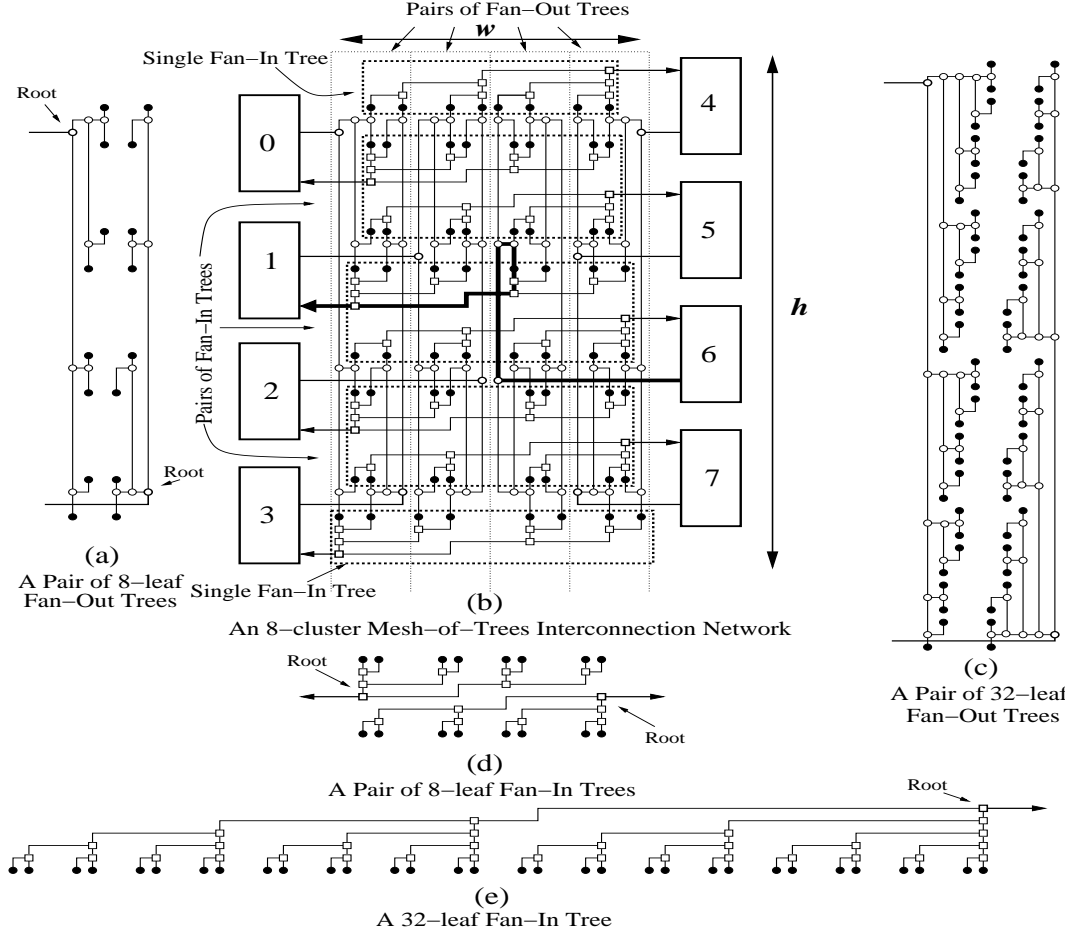 Pairs of Fan-Out Trees
w
Single Fan-In Tree
Root
0
4
1
5
Pairs of Fan-In Trees
h
2
6
3
7
Root
(a)
A Pair of 8-leaf
Fan-Out Trees
Single Fan-In Tree
(b)
An 8-cluster Mesh-of-Trees Interconnection Network
(c)
A Pair of 32-leaf
Fan-Out Trees
Root
Root
(d)
A Pair of 8-leaf Fan-In Trees
Root
(e)
A 32-leaf Fan-In Tree